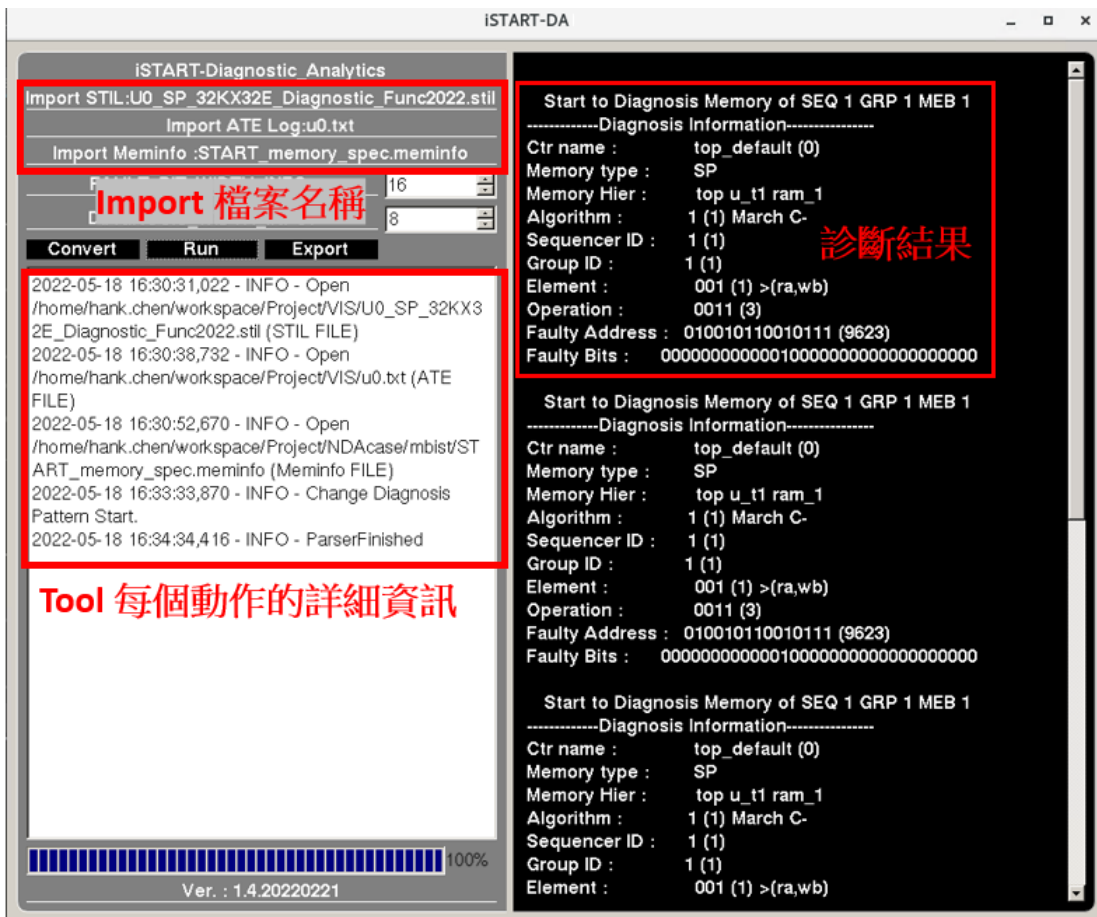 iSTART-DA
iSTART-Diagnostic_Analytics
Import STIL:U0_SP_32KX32E_Diagnostic_Func2022.stil
Import ATE Log:u0.txt
Import Meminfo :START_memory_spec.meminfo
16
Import 檔案名稱
8
Convert Run Export
2022-05-18 16:30:31,022 - INFO - Open
/home/hank.chen/workspace/Project/VIS/U0_SP_32KX3
2E_Diagnostic_Func2022.stil (STIL FILE)
2022-05-18 16:30:38,732 - INFO - Open
/home/hank.chen/workspace/Project/VIS/u0.txt (ATE
FILE)
2022-05-18 16:30:52,670 - INFO - Open
/home/hank.chen/workspace/Project/NDAcase/mbist/ST
ART_memory_spec.meminfo (Meminfo FILE)
2022-05-18 16:33:33,870 - INFO - Change Diagnosis
Pattern Start.
2022-05-18 16:34:34,416 - INFO - ParserFinished
Tool 每個動作的詳細資訊
100%
Ver. : 1.4.20220221
Start to Diagnosis Memory of SEQ 1 GRP 1 MEB 1
-------------Diagnosis Information----------------
Ctr name : top_default (0)
Memory type : SP
Memory Hier : top u_t1 ram_1
Algorithm : 1 (1) March C-
Sequencer ID : 1 (1)
Group ID : 1 (1)
Element : 001 (1) >(ra,wb)
Operation : 0011 (3)
Faulty Address : 010010110010111 (9623)
Faulty Bits : 00000000000010000000000000000000
診斷結果
Start to Diagnosis Memory of SEQ 1 GRP 1 MEB 1
-------------Diagnosis Information----------------
Ctr name : top_default (0)
Memory type : SP
Memory Hier : top u_t1 ram_1
Algorithm : 1 (1) March C-
Sequencer ID : 1 (1)
Group ID : 1 (1)
Element : 001 (1) >(ra,wb)
Operation : 0011 (3)
Faulty Address : 010010110010111 (9623)
Faulty Bits : 00000000000010000000000000000000
Start to Diagnosis Memory of SEQ 1 GRP 1 MEB 1
-------------Diagnosis Information----------------
Ctr name : top_default (0)
Memory type : SP
Memory Hier : top u_t1 ram_1
Algorithm : 1 (1) March C-
Sequencer ID : 1 (1)
Group ID : 1 (1)
Element : 001 (1) >(ra,wb)